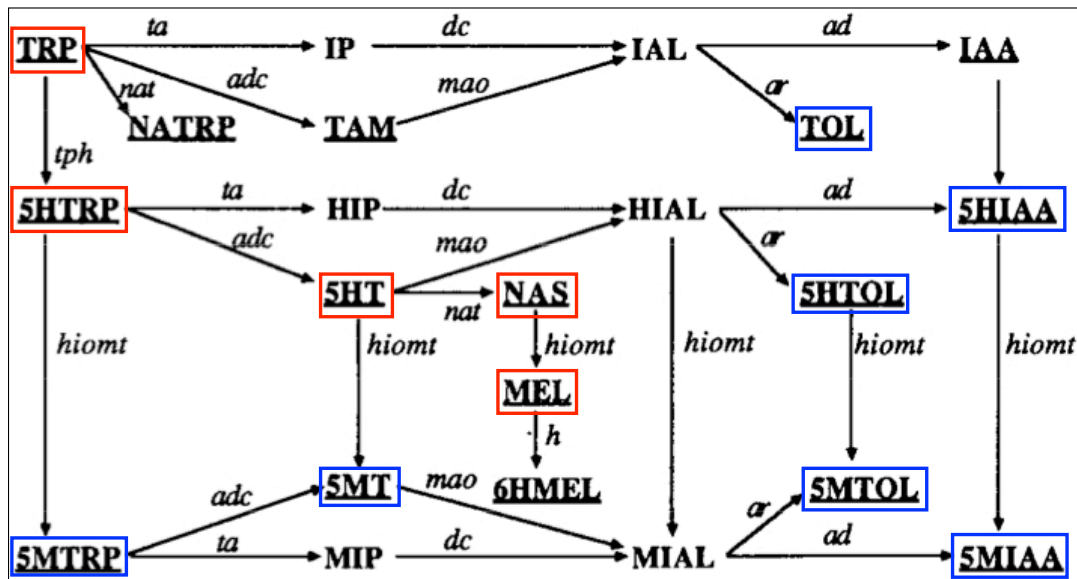 ta dc ad
TRP IP IAL IAA
nat adc mao ar
NATRP TAM TOL
tph
ta dc ad
5HTRP HIP HIAL 5HIAA
adc mao ar
5HT NAS 5HTOL
nat
hiomt hiomt hiomt hiomt hiomt hiomt
MEL
h
5MT 6HMEL 5MTOL
adc mao ar
ta dc ad
5MTRP MIP MIAL 5MIAA